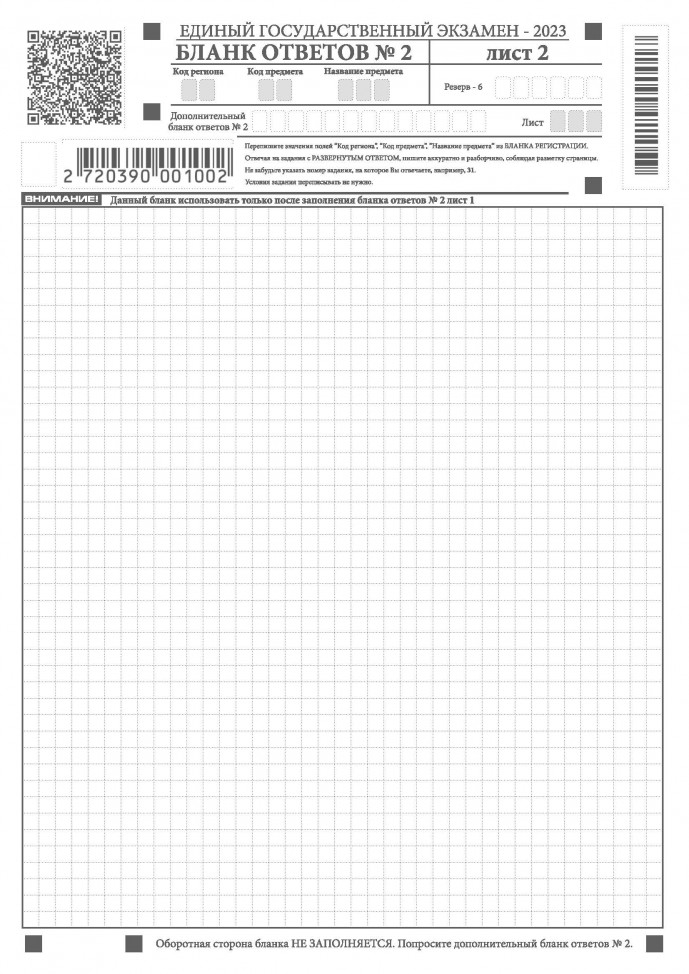 ЕДИНЫЙ ГОСУДАРСТВЕННЫЙ ЭКЗАМЕН - 2023
БЛАНК ОТВЕТОВ № 2 лист 2
Код региона Код предмета Название предмета
Резерв - 6
Дополнительный
бланк ответов № 2
Лист
Перепишите значения полей "Код региона", "Код предмета", "Название предмета" из БЛАНКА РЕГИСТРАЦИИ.
Отвечая на задания с РАЗВЕРНУТЫМ ОТВЕТОМ, пишите аккуратно и разборчиво, соблюдая разметку страницы.
Не забудьте указать номер задания, на которое Вы отвечаете, например, 31.
Условия задания переписывать не нужно.
2 720390 001002
ВНИМАНИЕ! Данный бланк использовать только после заполнения бланка ответов № 2 лист 1
Оборотная сторона бланка НЕ ЗАПОЛНЯЕТСЯ. Попросите дополнительный бланк ответов № 2.